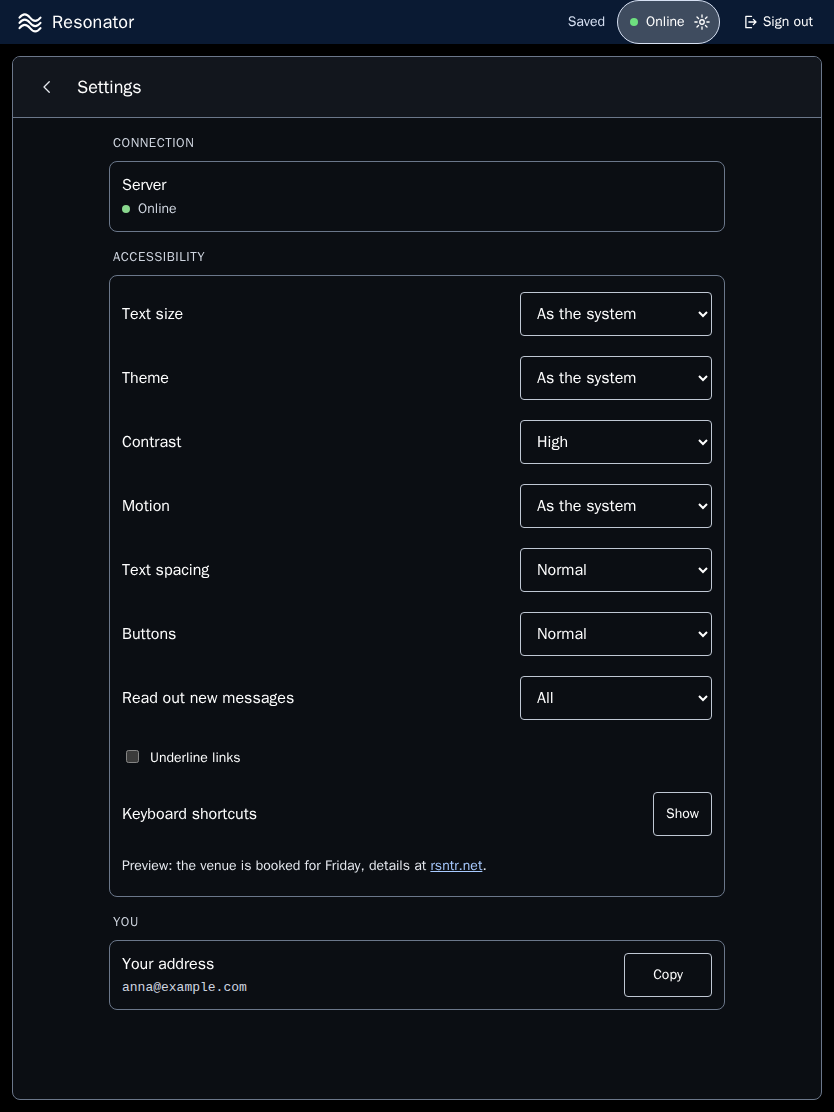 Resonator
Saved
Online
Sign out
Settings
CONNECTION
Server
Online
ACCESSIBILITY
Text size
As the system
Theme
As the system
Contrast
High
Motion
As the system
Text spacing
Normal
Buttons
Normal
Read out new messages
All
Underline links
Keyboard shortcuts
Show
Preview: the venue is booked for Friday, details at rsntr.net.
YOU
Your address
anna@example.com
Copy